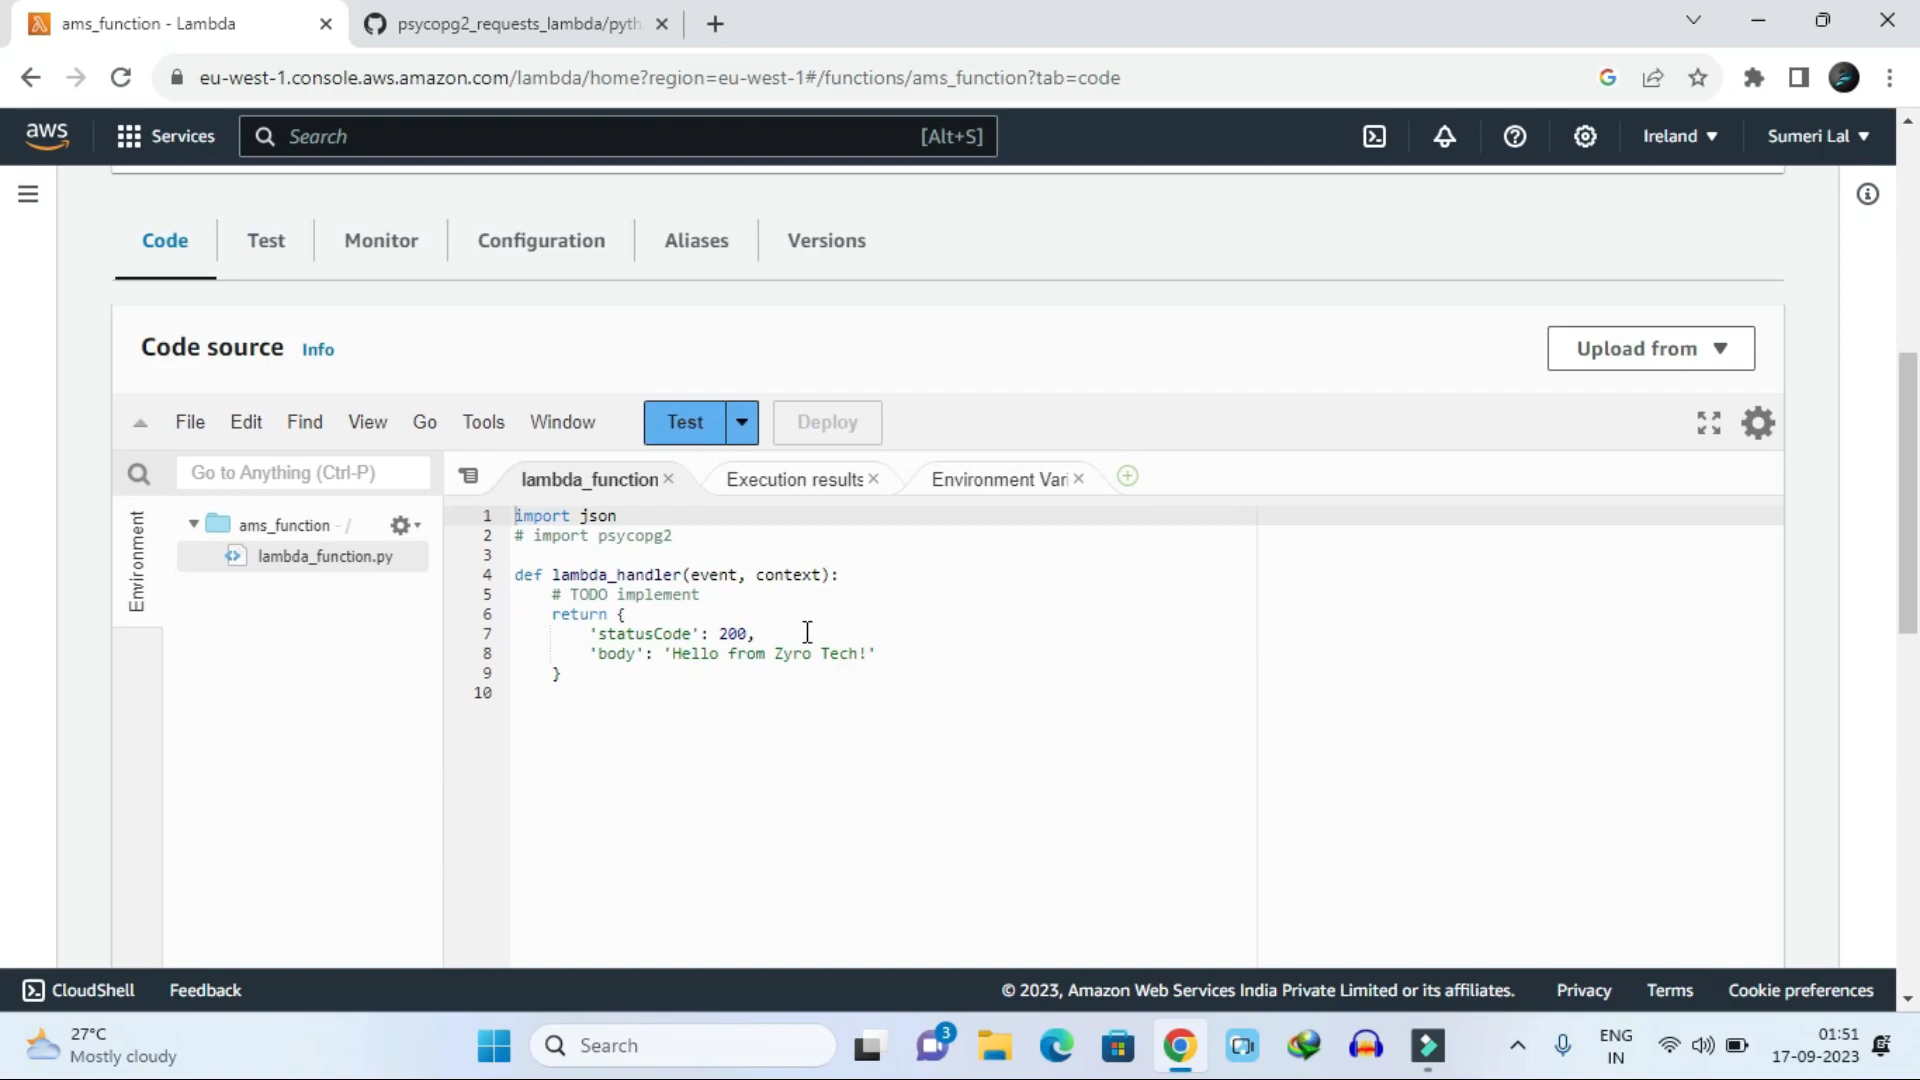 ams_function - Lambda
psycopg2_requests_lambda/pyth
eu-west-1.console.aws.amazon.com/lambda/home?region=eu-west-1#/functions/ams_function?tab=code
aws
Services
Search
[Alt+S]
Ireland
Sumeri Lal
Code
Test
Monitor
Configuration
Aliases
Versions
Code source
Info
Upload from
File
Edit
Find
View
Go
Tools
Window
Test
Deploy
Go to Anything (Ctrl-P)
lambda_function
Execution results
Environment Vari
Environment
ams_function - /
lambda_function.py
1 import json
2 # import psycopg2
3
4 def lambda_handler(event, context):
5 # TODO implement
6 return {
7 'statusCode': 200,
8 'body': 'Hello from Zyro Tech!'
9 }
10
CloudShell
Feedback
© 2023, Amazon Web Services India Private Limited or its affiliates.
Privacy
Terms
Cookie preferences
27°C
Mostly cloudy
Search
3
ENG
IN
01:51
17-09-2023